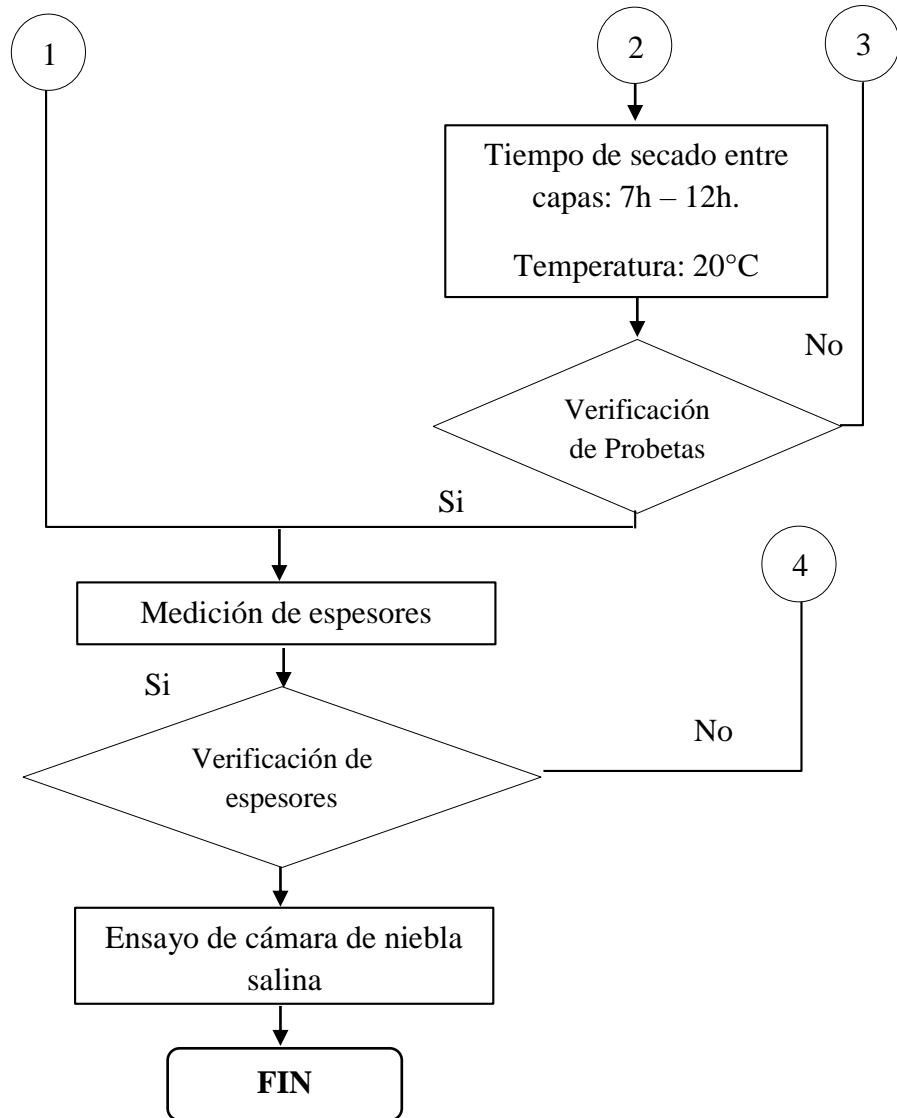 1
2
3
Tiempo de secado entre
capas: 7h – 12h.
Temperatura: 20°C
No
Verificación
de Probetas
Si
4
Medición de espesores
Si
No
Verificación de
espesores
Ensayo de cámara de niebla
salina
FIN